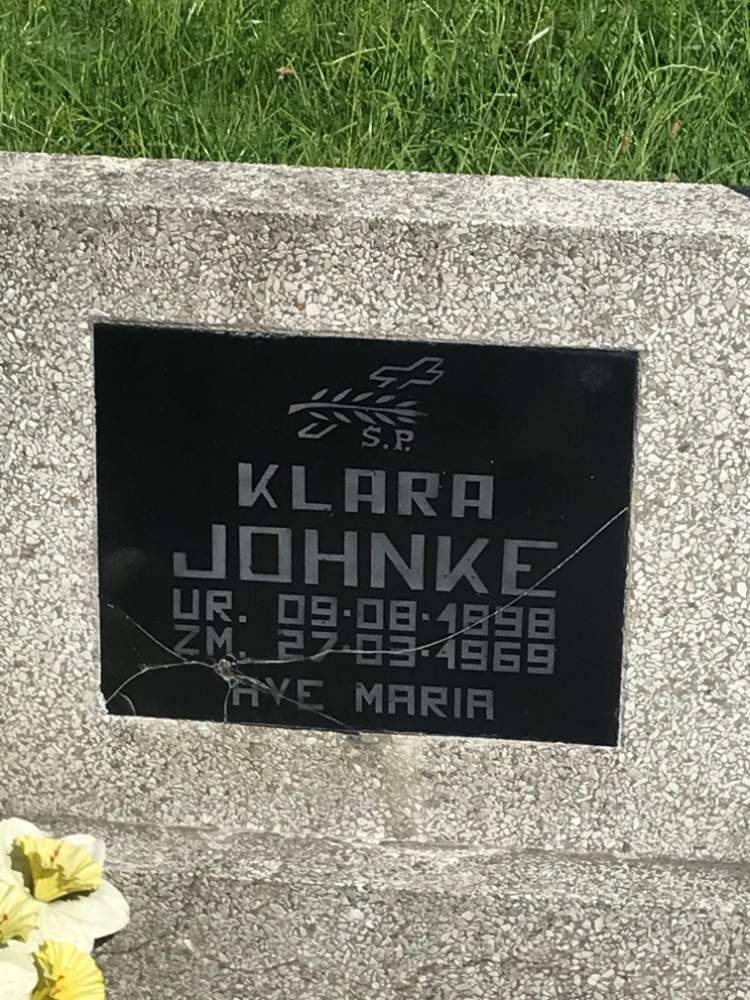 Ś.P.
KLARA
JOHNKE
UR. 09·08·1898
ZM. 27·03·1969
AVE MARIA